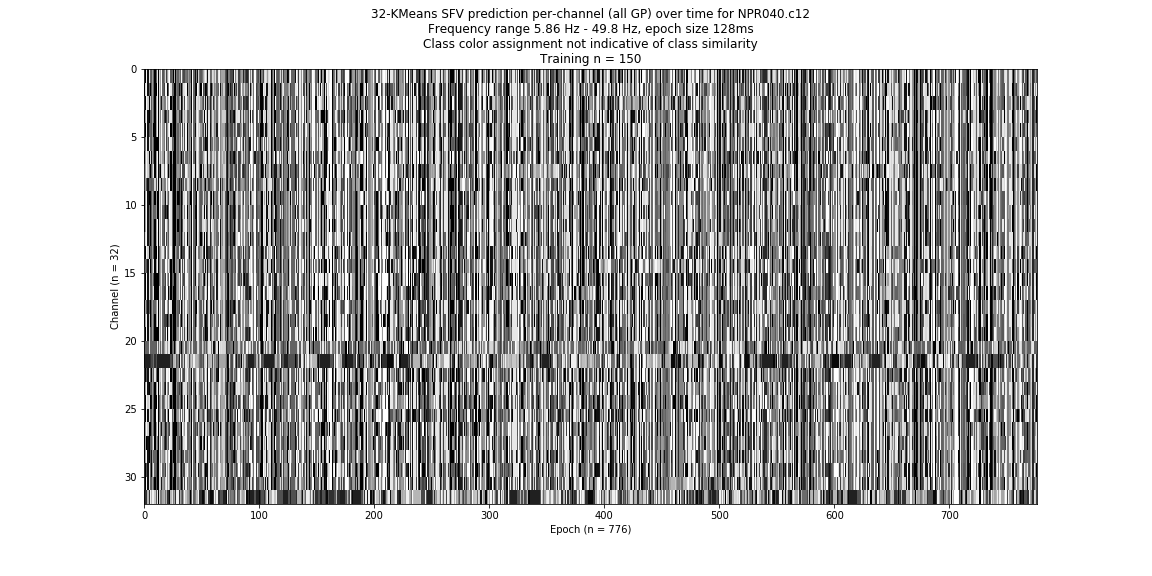 32-KMeans SFV prediction per-channel (all GP) over time for NPR040.c12
Frequency range 5.86 Hz - 49.8 Hz, epoch size 128ms
Class color assignment not indicative of class similarity
Training n = 150
0
5
10
15
20
25
30
Channel (n = 32)
0 100 200 300 400 500 600 700
Epoch (n = 776)